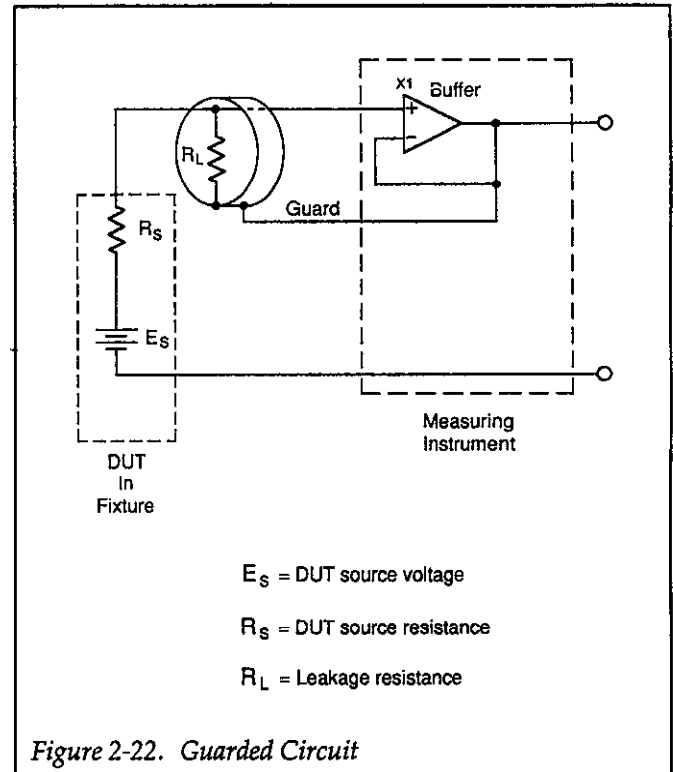 X1 Buffer
+
−
R_L
Guard
R_S
E_S
Measuring
Instrument
DUT
In
Fixture
E_S = DUT source voltage
R_S = DUT source resistance
R_L = Leakage resistance
Figure 2-22. Guarded Circuit